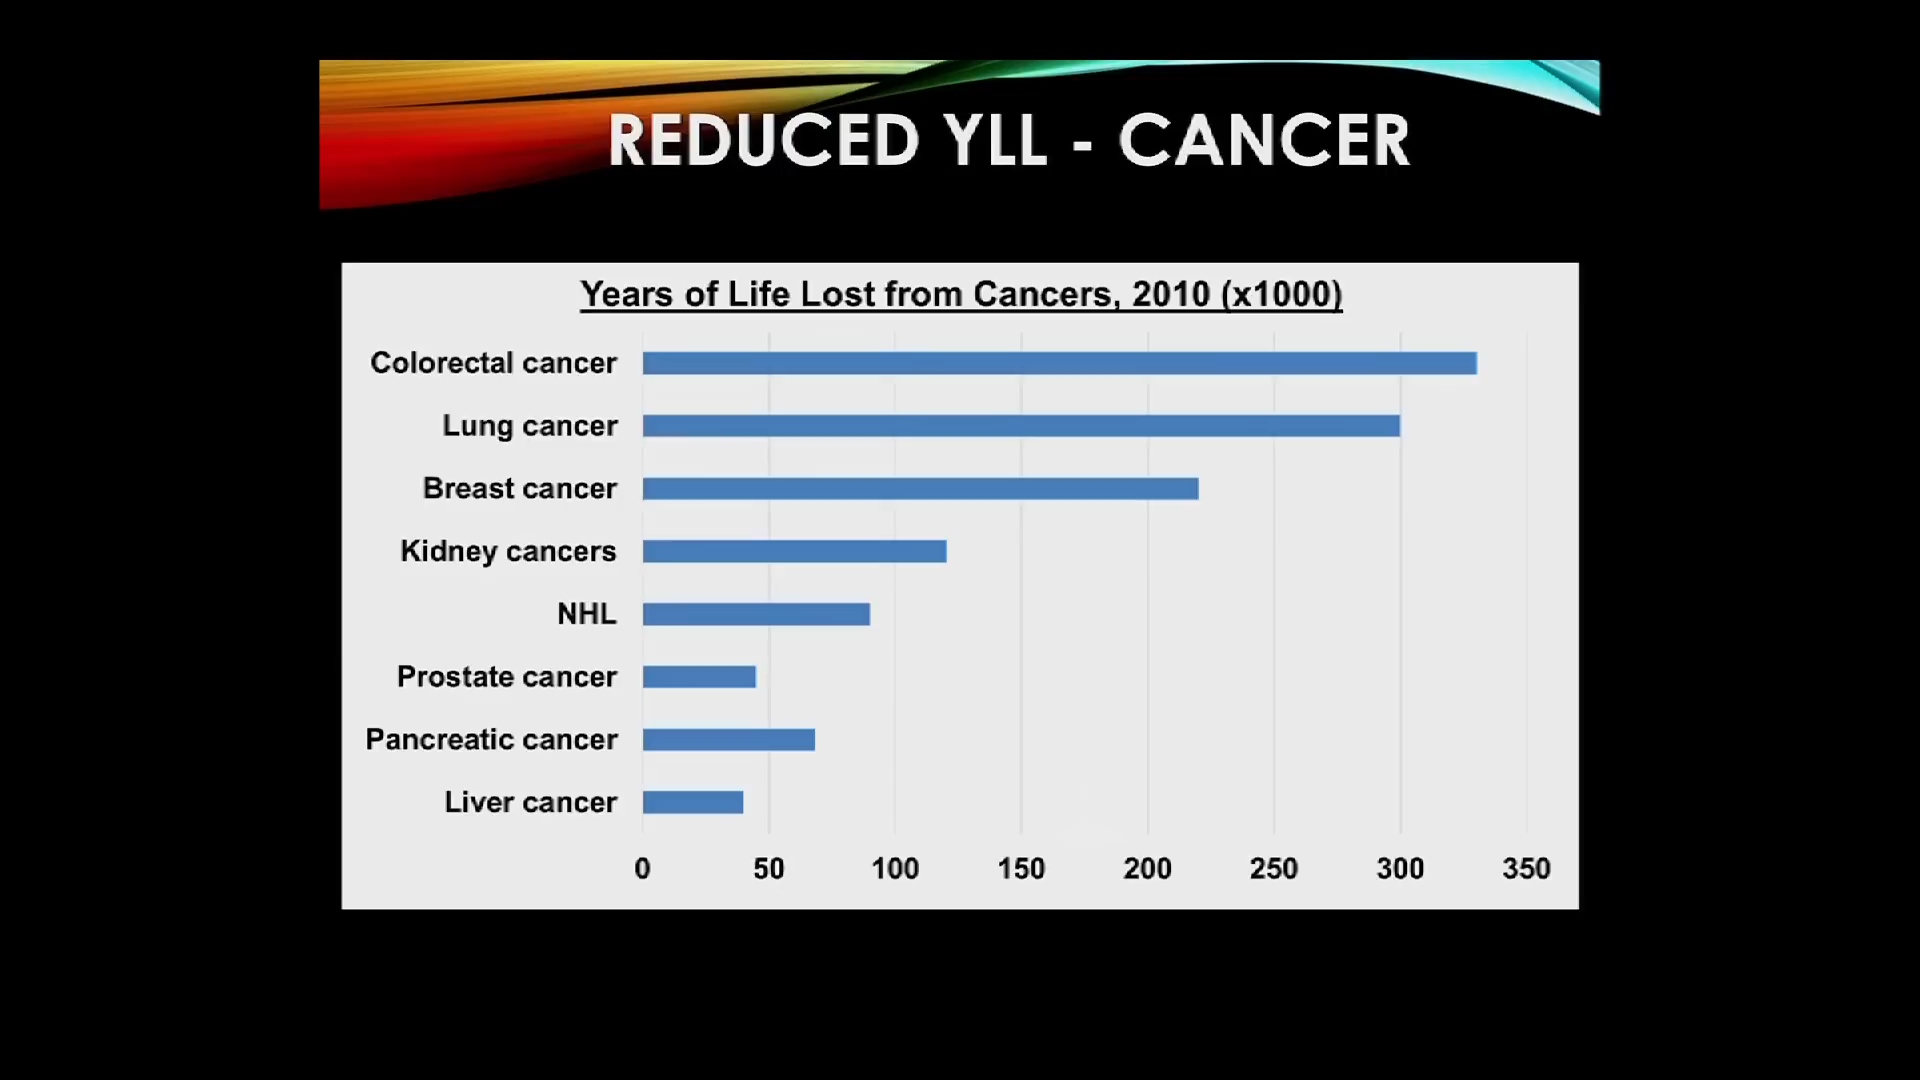 REDUCED YLL - CANCER
Years of Life Lost from Cancers, 2010 (x1000)
Colorectal cancer
Lung cancer
Breast cancer
Kidney cancers
NHL
Prostate cancer
Pancreatic cancer
Liver cancer
0 50 100 150 200 250 300 350